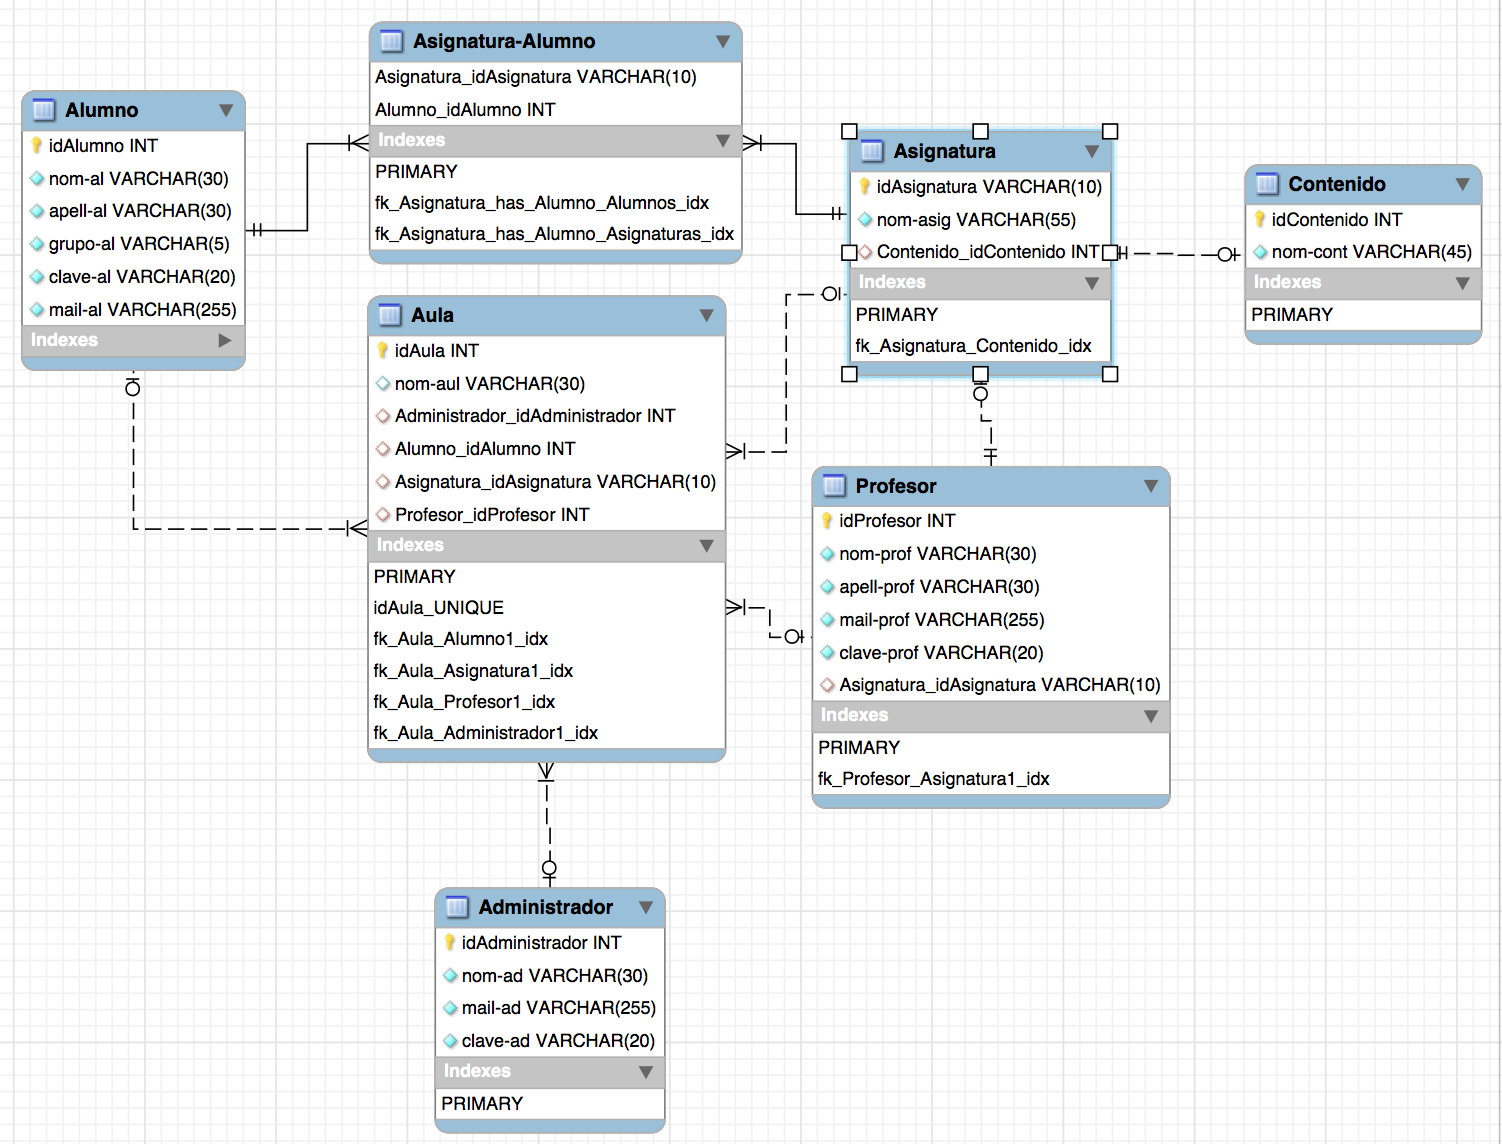 Asignatura-Alumno
Asignatura_idAsignatura VARCHAR(10)
Alumno_idAlumno INT
Indexes
PRIMARY
fk_Asignatura_has_Alumno_Alumnos_idx
fk_Asignatura_has_Alumno_Asignaturas_idx
Alumno
idAlumno INT
nom-al VARCHAR(30)
apell-al VARCHAR(30)
grupo-al VARCHAR(5)
clave-al VARCHAR(20)
mail-al VARCHAR(255)
Indexes
Asignatura
idAsignatura VARCHAR(10)
nom-asig VARCHAR(55)
Contenido_idContenido INT
Indexes
PRIMARY
fk_Asignatura_Contenido_idx
Contenido
idContenido INT
nom-cont VARCHAR(45)
Indexes
PRIMARY
Aula
idAula INT
nom-aul VARCHAR(30)
Administrador_idAdministrador INT
Alumno_idAlumno INT
Asignatura_idAsignatura VARCHAR(10)
Profesor_idProfesor INT
Indexes
PRIMARY
idAula_UNIQUE
fk_Aula_Alumno1_idx
fk_Aula_Asignatura1_idx
fk_Aula_Profesor1_idx
fk_Aula_Administrador1_idx
Profesor
idProfesor INT
nom-prof VARCHAR(30)
apell-prof VARCHAR(30)
mail-prof VARCHAR(255)
clave-prof VARCHAR(20)
Asignatura_idAsignatura VARCHAR(10)
Indexes
PRIMARY
fk_Profesor_Asignatura1_idx
Administrador
idAdministrador INT
nom-ad VARCHAR(30)
mail-ad VARCHAR(255)
clave-ad VARCHAR(20)
Indexes
PRIMARY